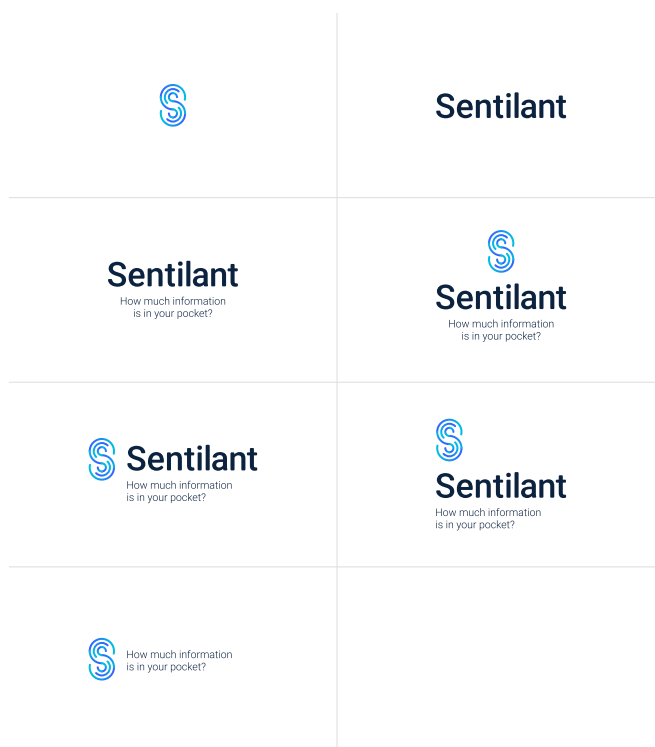 Sentilant
Sentilant
How much information
is in your pocket?
Sentilant
How much information
is in your pocket?
Sentilant
How much information
is in your pocket?
Sentilant
How much information
is in your pocket?
How much information
is in your pocket?